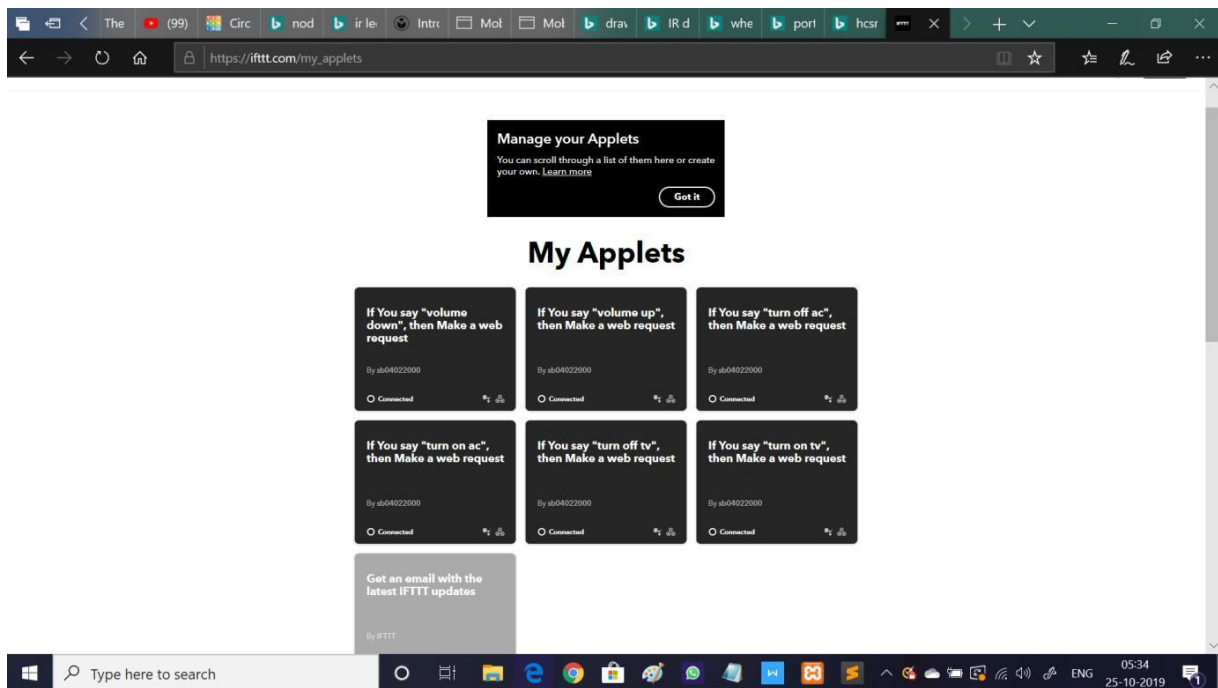 The
(99)
Circ
nod
ir le
Intro
Mob
Mob
drav
IR d
whe
port
hcsr
https://ifttt.com/my_applets
Manage your Applets
You can scroll through a list of them here or create
your own. Learn more
Got it
My Applets
If You say "volume
down", then Make a web
request
By sb04022000
Connected
If You say "volume up",
then Make a web request
By sb04022000
Connected
If You say "turn off ac",
then Make a web request
By sb04022000
Connected
If You say "turn on ac",
then Make a web request
By sb04022000
Connected
If You say "turn off tv",
then Make a web request
By sb04022000
Connected
If You say "turn on tv",
then Make a web request
By sb04022000
Connected
Get an email with the
latest IFTTT updates
By IFTTT
Type here to search
ENG
05:34
25-10-2019
1